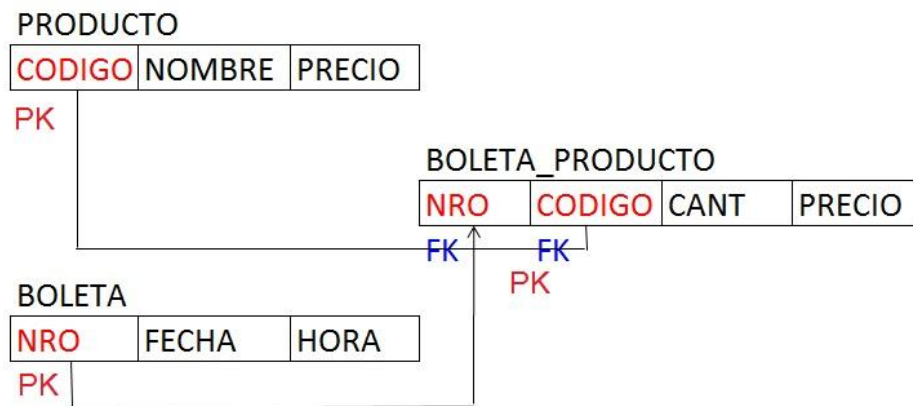 PRODUCTO
CODIGO NOMBRE PRECIO
PK
BOLETA_PRODUCTO
NRO CODIGO CANT PRECIO
FK FK
PK
BOLETA
NRO FECHA HORA
PK